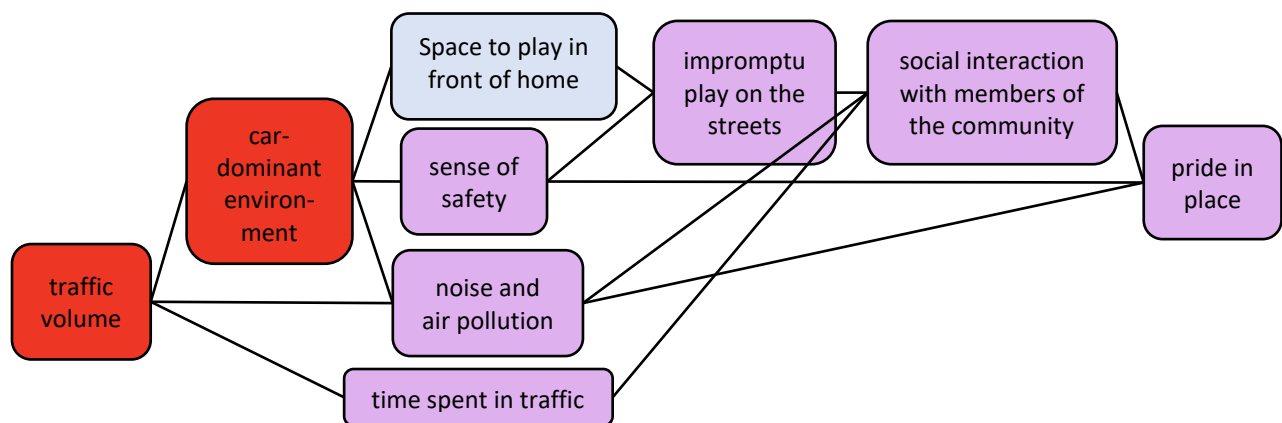 traffic
volume
car-
dominant
environ-
ment
Space to play in
front of home
sense of
safety
noise and
air pollution
time spent in traffic
impromptu
play on the
streets
social interaction
with members of
the community
pride in
place